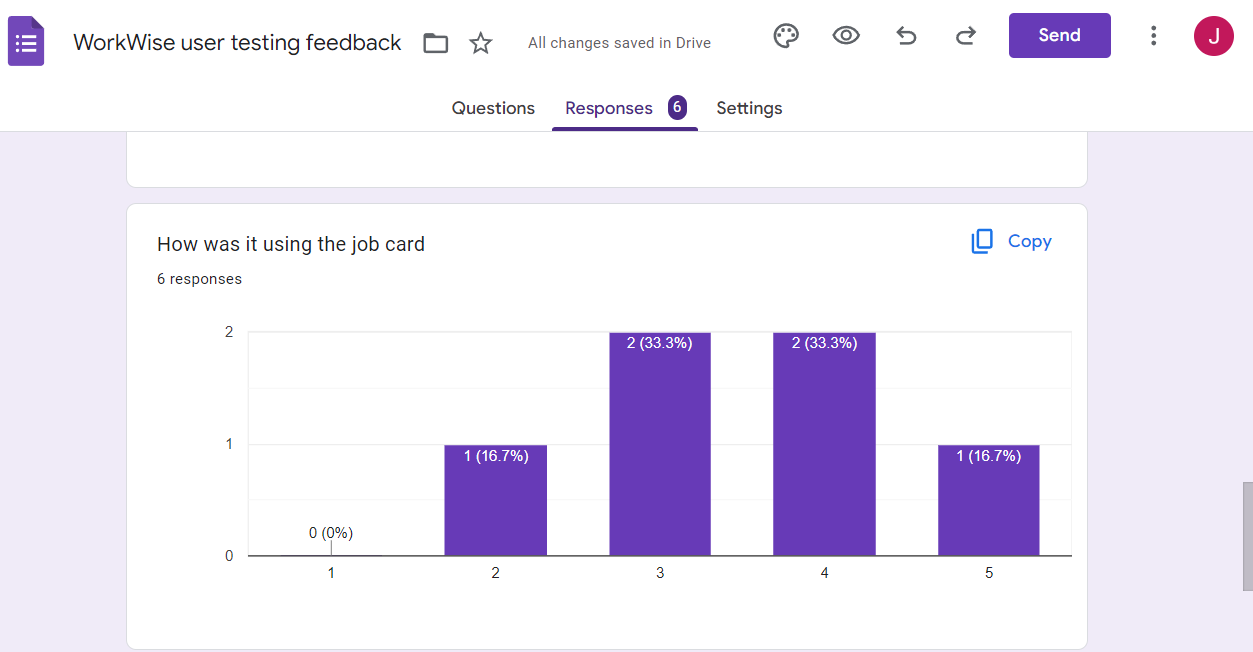 WorkWise user testing feedback
All changes saved in Drive
Send
J
Questions
Responses 6
Settings
How was it using the job card
Copy
6 responses
2
1
0
0 (0%)
1 (16.7%)
2 (33.3%)
2 (33.3%)
1 (16.7%)
1 2 3 4 5